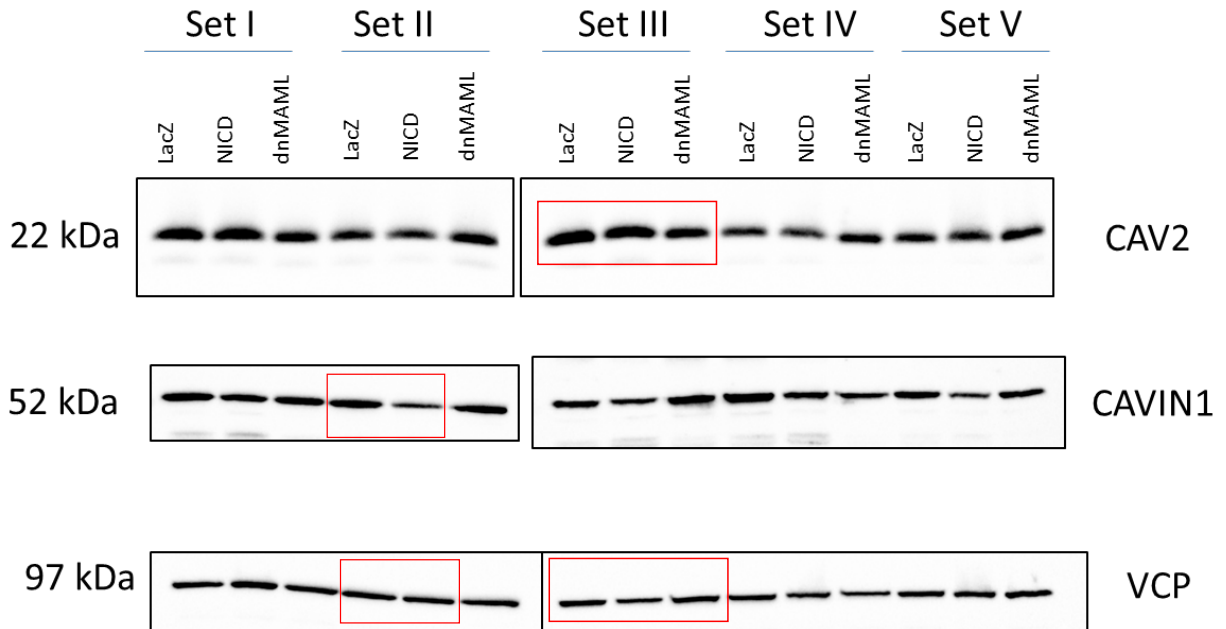 Set I Set II Set III Set IV Set V
LacZ NICD dnMAML LacZ NICD dnMAML LacZ NICD dnMAML LacZ NICD dnMAML LacZ NICD dnMAML
22 kDa CAV2
52 kDa CAVIN1
97 kDa VCP